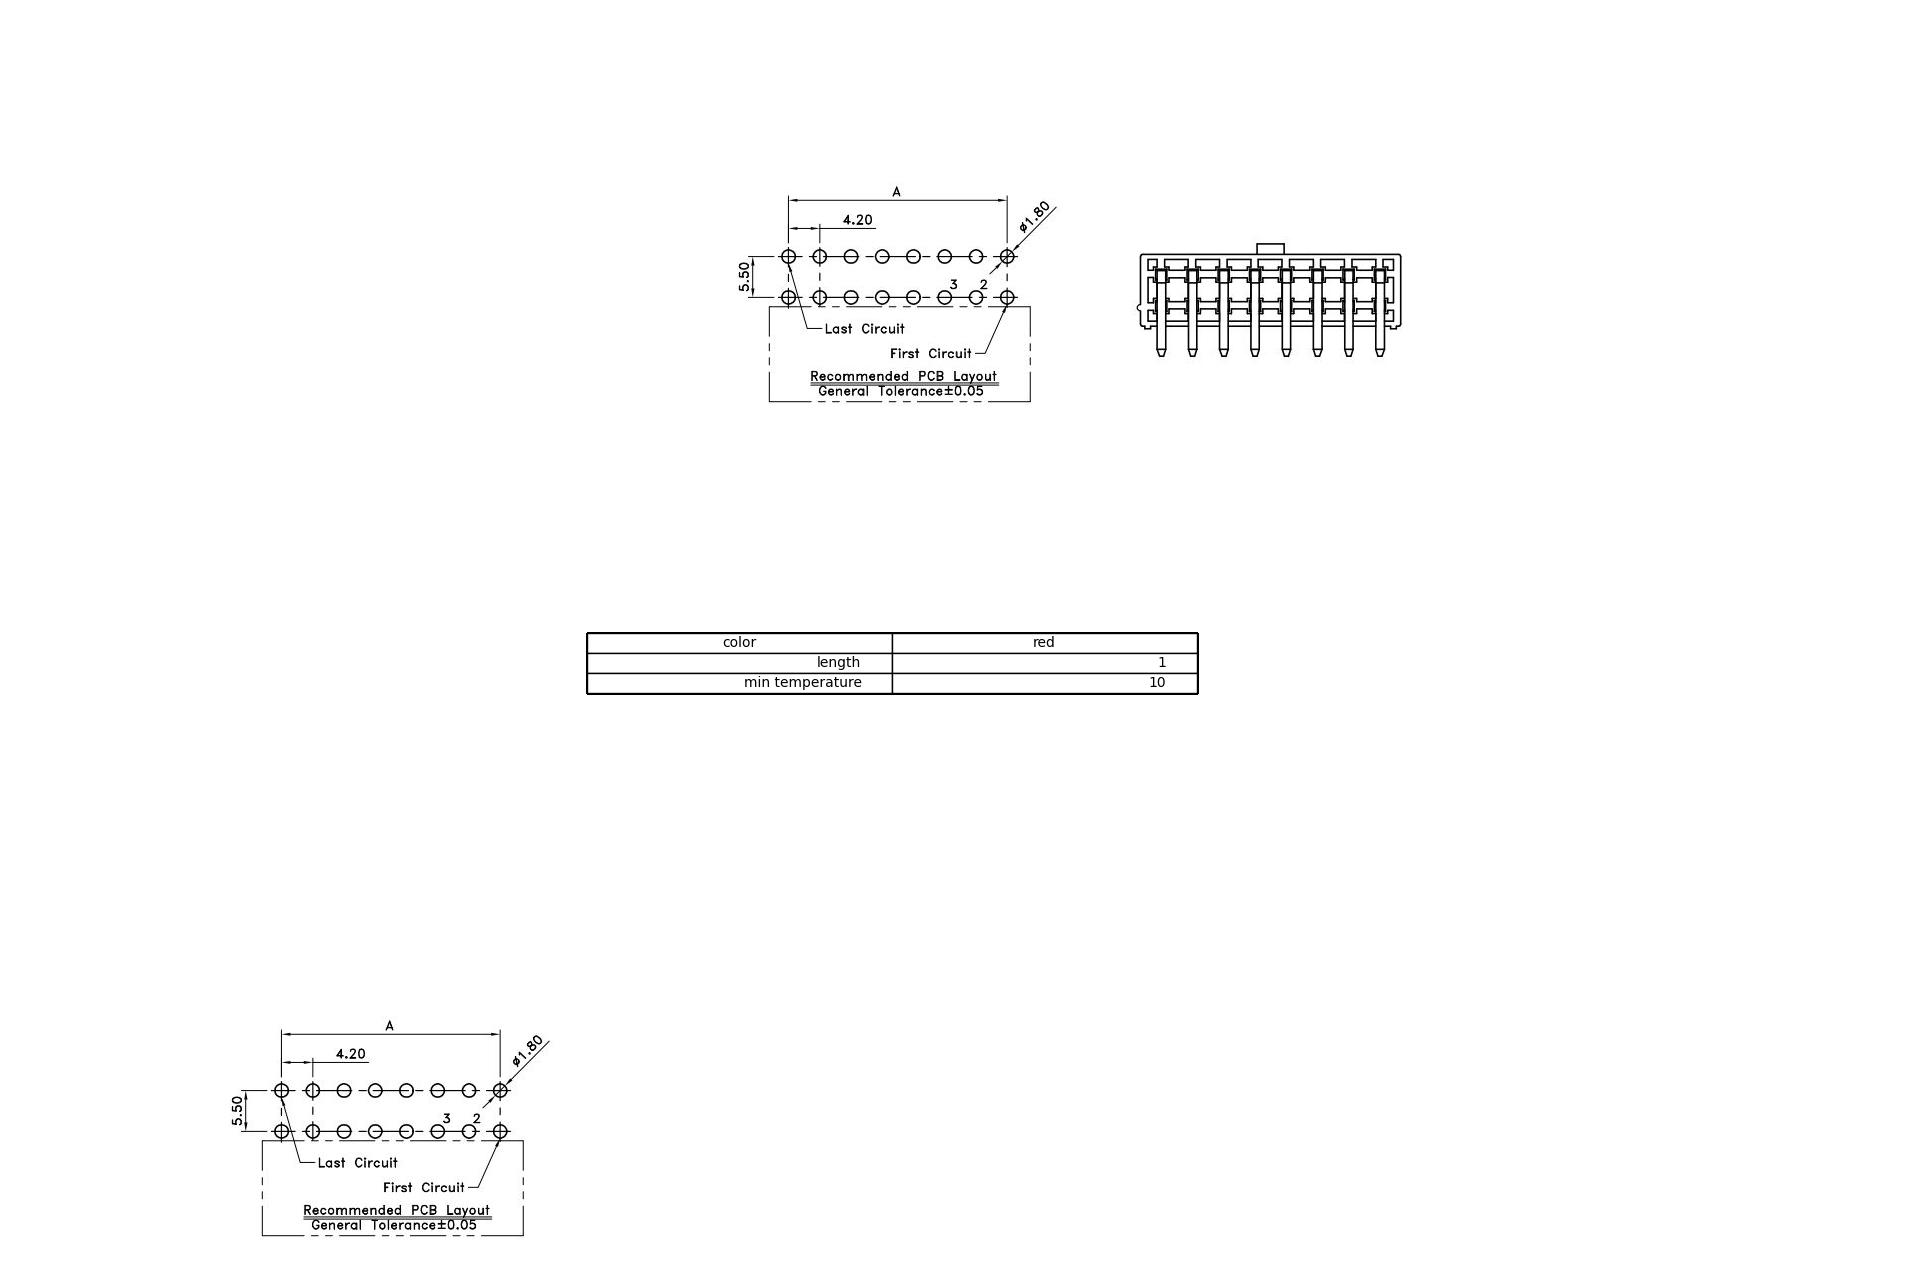 A
4.20
ø1.80
5.50
3 2
Last Circuit
First Circuit
Recommended PCB Layout
General Tolerance±0.05
color red
length 1
min temperature 10
A
4.20
ø1.80
5.50
3 2
Last Circuit
First Circuit
Recommended PCB Layout
General Tolerance±0.05